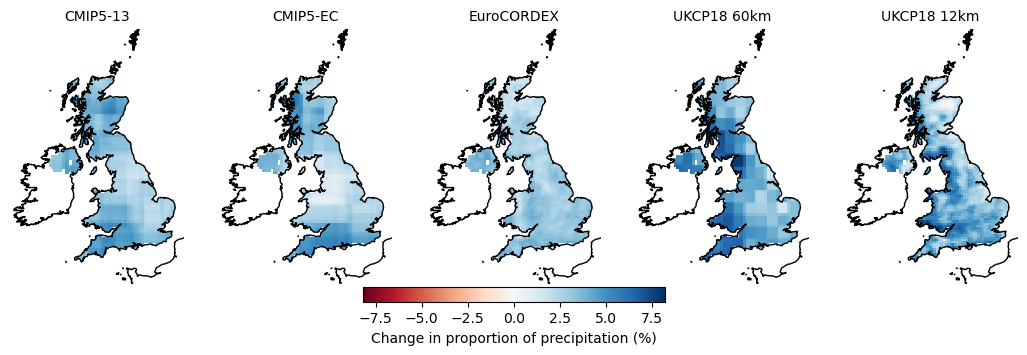 CMIP5-13 CMIP5-EC EuroCORDEX UKCP18 60km UKCP18 12km
−7.5 −5.0 −2.5 0.0 2.5 5.0 7.5
Change in proportion of precipitation (%)